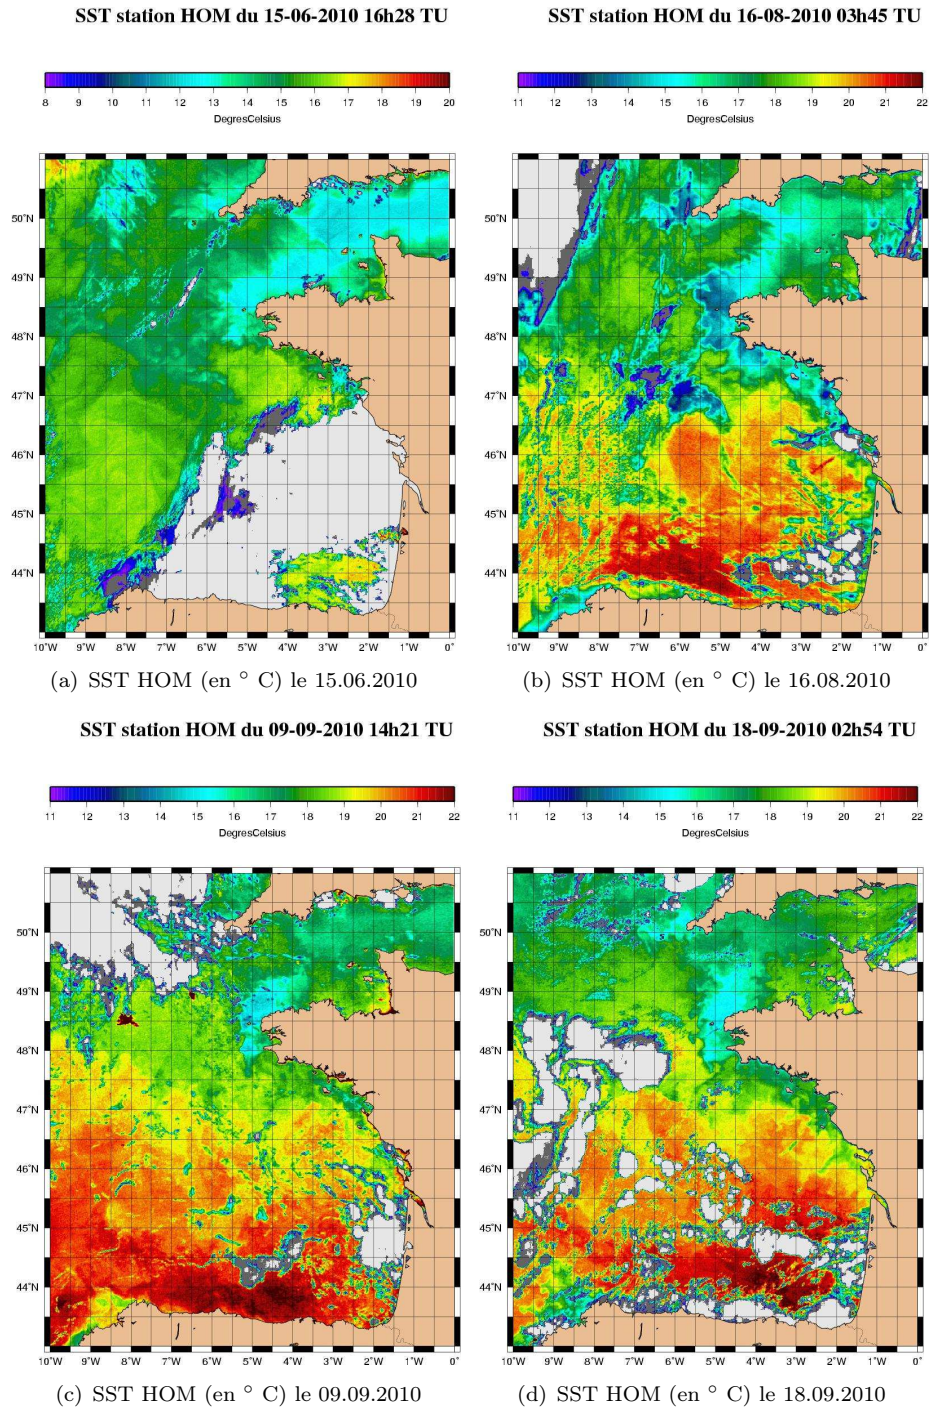 SST station HOM du 15-06-2010 16h28 TU
8 9 10 11 12 13 14 15 16 17 18 19 20
DegresCelsius
50°N
49°N
48°N
47°N
46°N
45°N
44°N
10°W 9°W 8°W 7°W 6°W 5°W 4°W 3°W 2°W 1°W 0°
(a) SST HOM (en ° C) le 15.06.2010
SST station HOM du 16-08-2010 03h45 TU
11 12 13 14 15 16 17 18 19 20 21 22
DegresCelsius
50°N
49°N
48°N
47°N
46°N
45°N
44°N
10°W 9°W 8°W 7°W 6°W 5°W 4°W 3°W 2°W 1°W 0°
(b) SST HOM (en ° C) le 16.08.2010
SST station HOM du 09-09-2010 14h21 TU
11 12 13 14 15 16 17 18 19 20 21 22
DegresCelsius
50°N
49°N
48°N
47°N
46°N
45°N
44°N
10°W 9°W 8°W 7°W 6°W 5°W 4°W 3°W 2°W 1°W 0°
(c) SST HOM (en ° C) le 09.09.2010
SST station HOM du 18-09-2010 02h54 TU
11 12 13 14 15 16 17 18 19 20 21 22
DegresCelsius
50°N
49°N
48°N
47°N
46°N
45°N
44°N
10°W 9°W 8°W 7°W 6°W 5°W 4°W 3°W 2°W 1°W 0°
(d) SST HOM (en ° C) le 18.09.2010